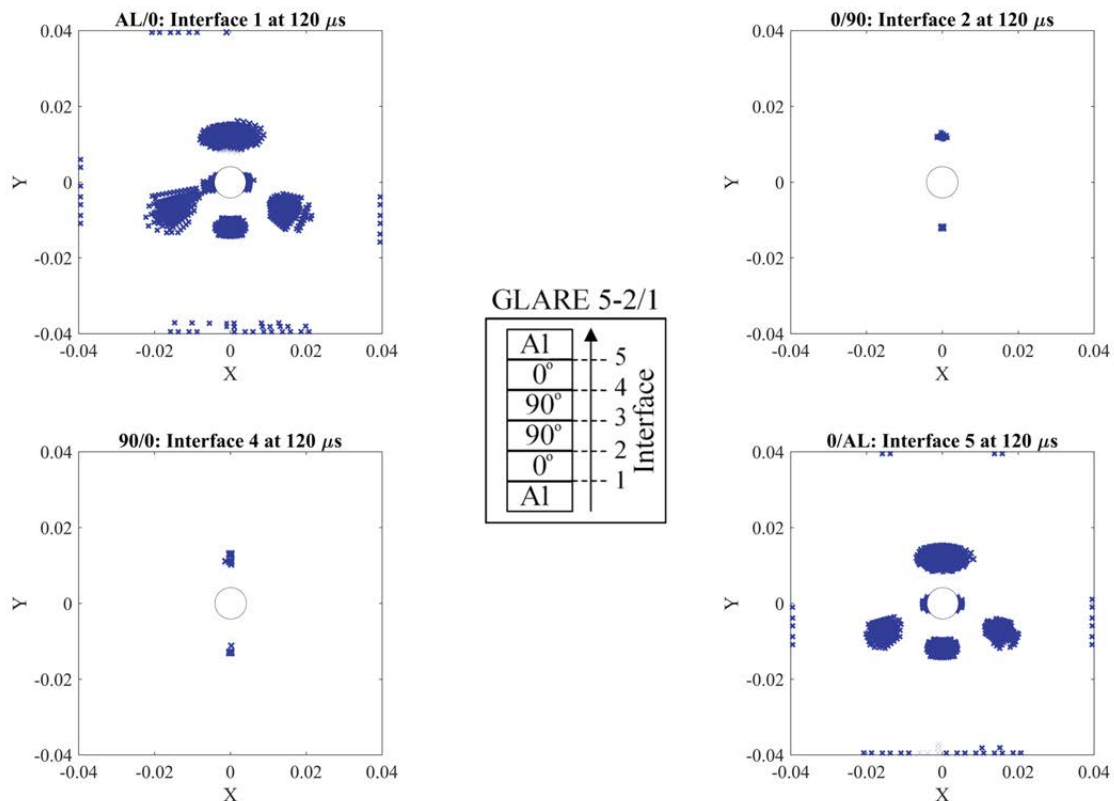 AL/0: Interface 1 at 120 μs
0.04
0.02
0
-0.02
-0.04
Y
-0.04 -0.02 0 0.02 0.04
X
0/90: Interface 2 at 120 μs
0.04
0.02
0
-0.02
-0.04
Y
-0.04 -0.02 0 0.02 0.04
X
GLARE 5-2/1
Al
0°
90°
90°
0°
Al
5
4
3
2
1
Interface
90/0: Interface 4 at 120 μs
0.04
0.02
0
-0.02
-0.04
Y
-0.04 -0.02 0 0.02 0.04
X
0/AL: Interface 5 at 120 μs
0.04
0.02
0
-0.02
-0.04
Y
-0.04 -0.02 0 0.02 0.04
X